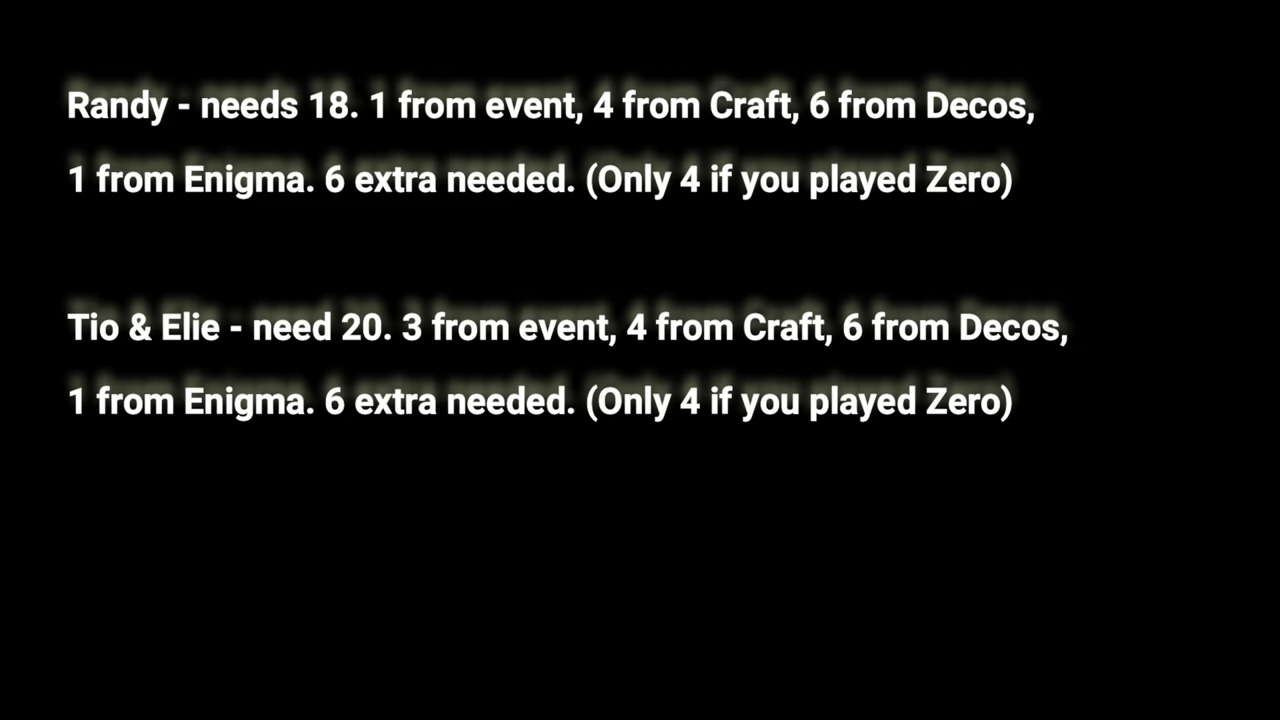 Randy - needs 18. 1 from event, 4 from Craft, 6 from Decos,
1 from Enigma. 6 extra needed. (Only 4 if you played Zero)
Tio & Elie - need 20. 3 from event, 4 from Craft, 6 from Decos,
1 from Enigma. 6 extra needed. (Only 4 if you played Zero)